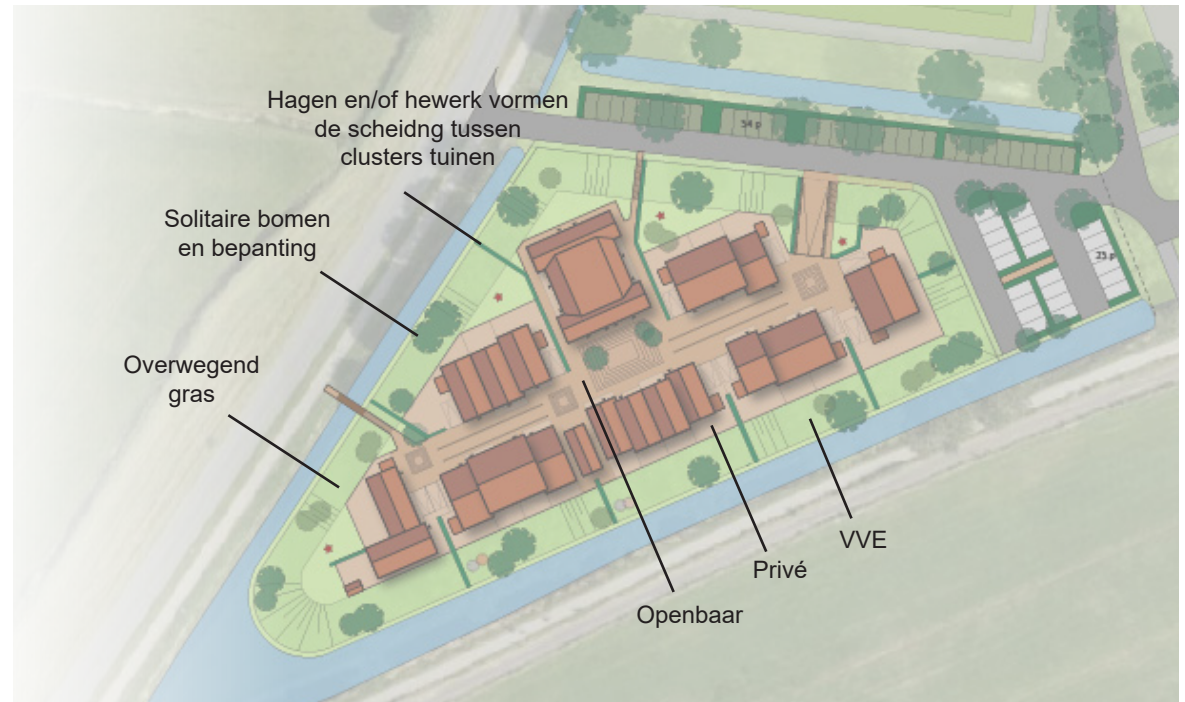 Hagen en/of hewerk vormen
de scheidng tussen
clusters tuinen
Solitaire bomen
en bepanting
Overwegend
gras
54 p
23 p
VVE
Privé
Openbaar